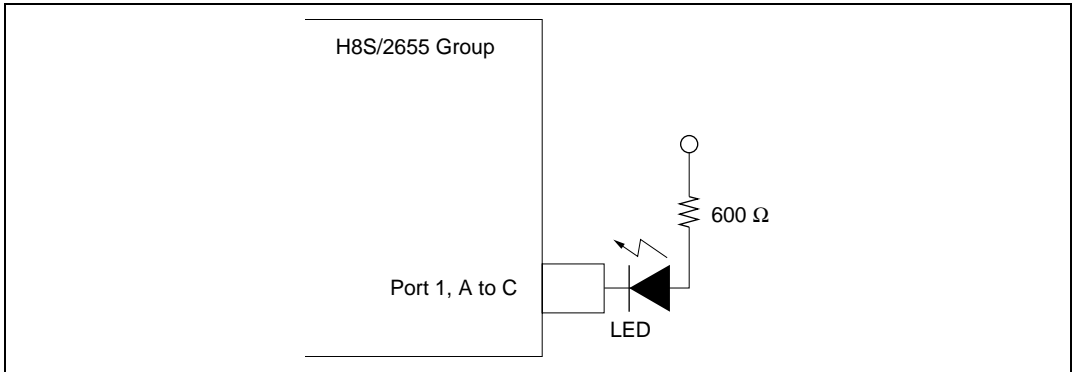 H8S/2655 Group
600 Ω
Port 1, A to C
LED